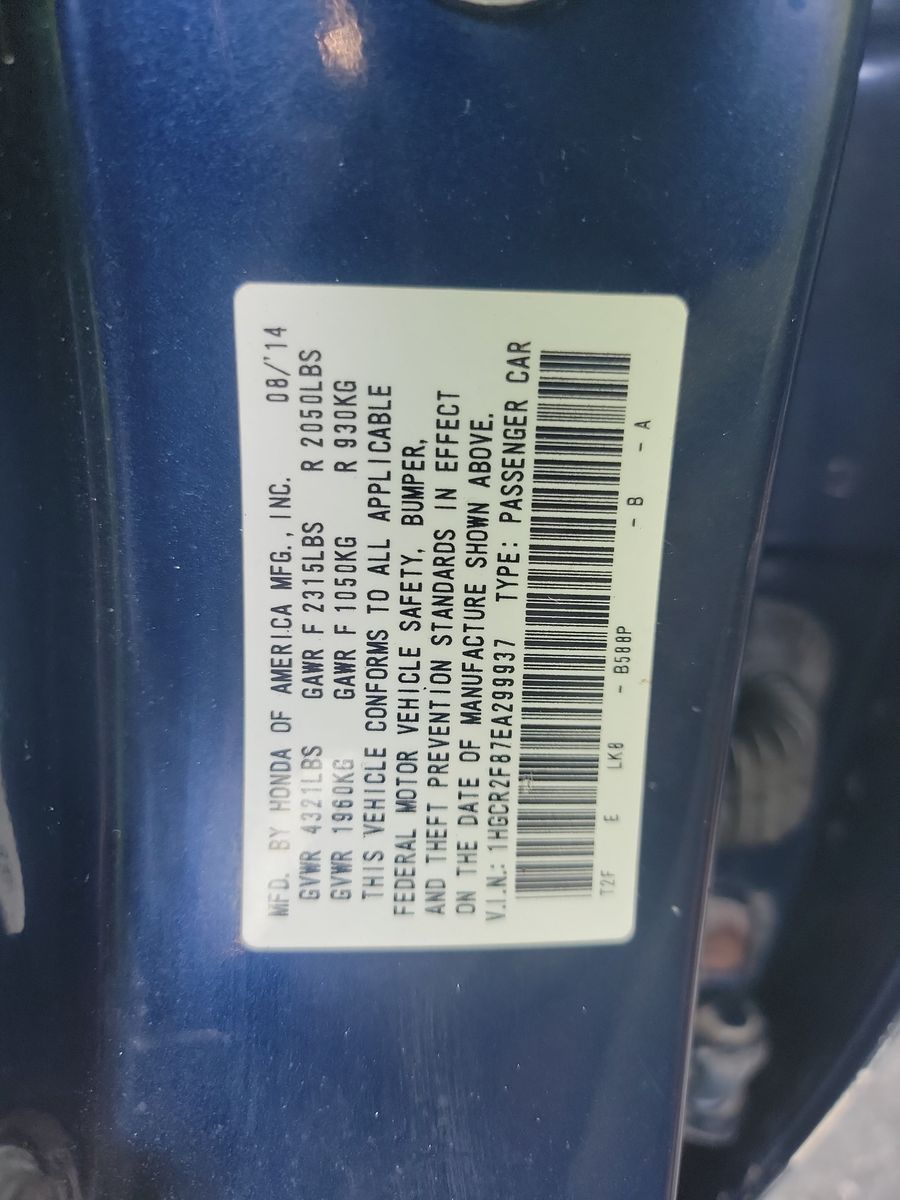 MFD. BY HONDA OF AMERICA MFG., INC. 08/'14
GVWR 4321LBS GAWR F 2315LBS R 2050LBS
GVWR 1960KG GAWR F 1050KG R 930KG
THIS VEHICLE CONFORMS TO ALL APPLICABLE
FEDERAL MOTOR VEHICLE SAFETY, BUMPER,
AND THEFT PREVENTION STANDARDS IN EFFECT
ON THE DATE OF MANUFACTURE SHOWN ABOVE.
V.I.N.: 1HGCR2F87EA299937 TYPE: PASSENGER CAR
T2F E LK0 - B588P - B - A